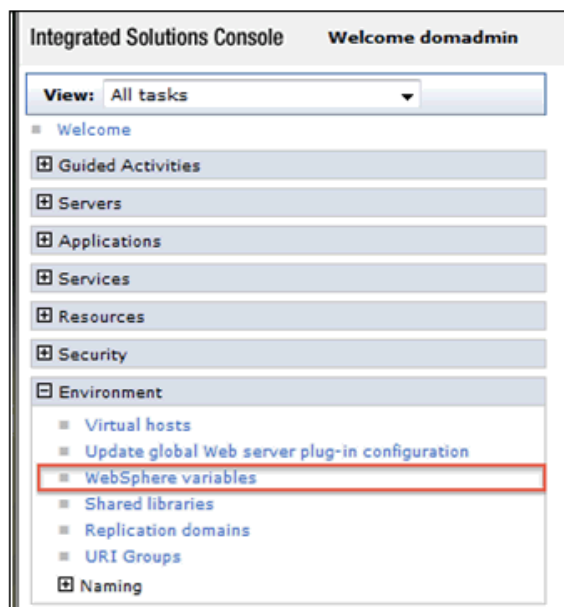 Integrated Solutions Console Welcome domadmin
View: All tasks
Welcome
Guided Activities
Servers
Applications
Services
Resources
Security
Environment
Virtual hosts
Update global Web server plug-in configuration
WebSphere variables
Shared libraries
Replication domains
URI Groups
Naming